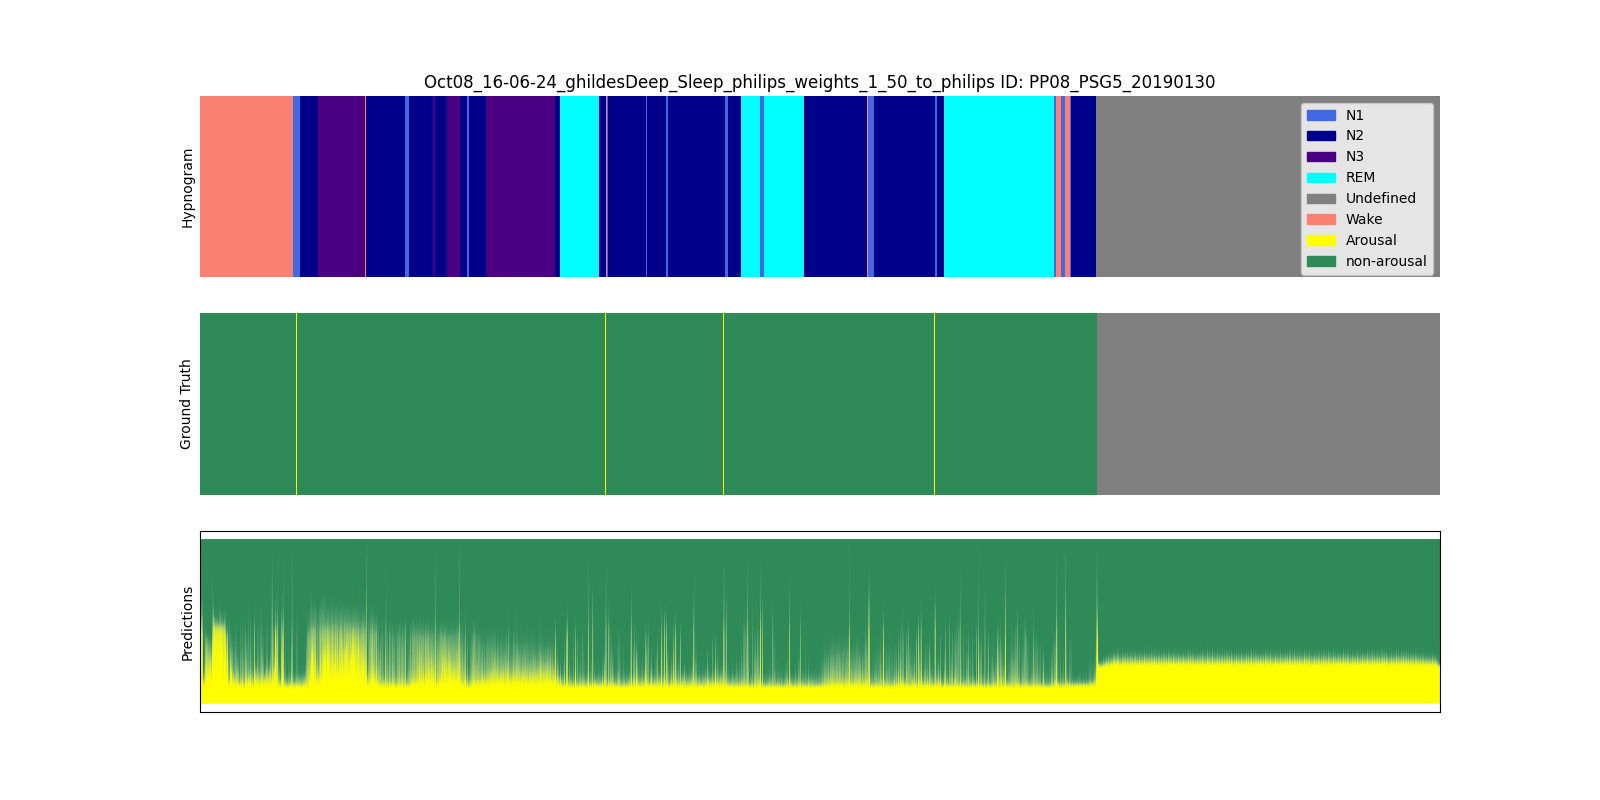 Oct08_16-06-24_ghildesDeep_Sleep_philips_weights_1_50_to_philips ID: PP08_PSG5_20190130
Hypnogram
N1
N2
N3
REM
Undefined
Wake
Arousal
non-arousal
Ground Truth
Predictions